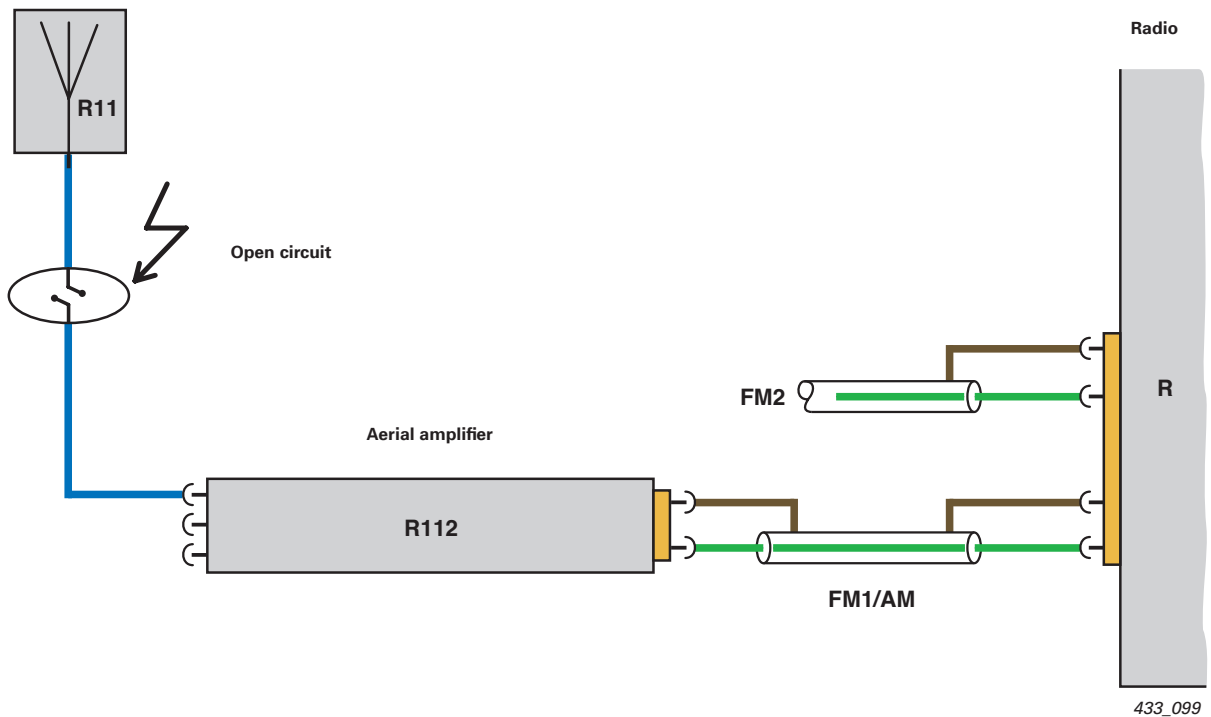 Radio
R11
Open circuit
FM2
R
Aerial amplifier
R112
FM1/AM
433_099